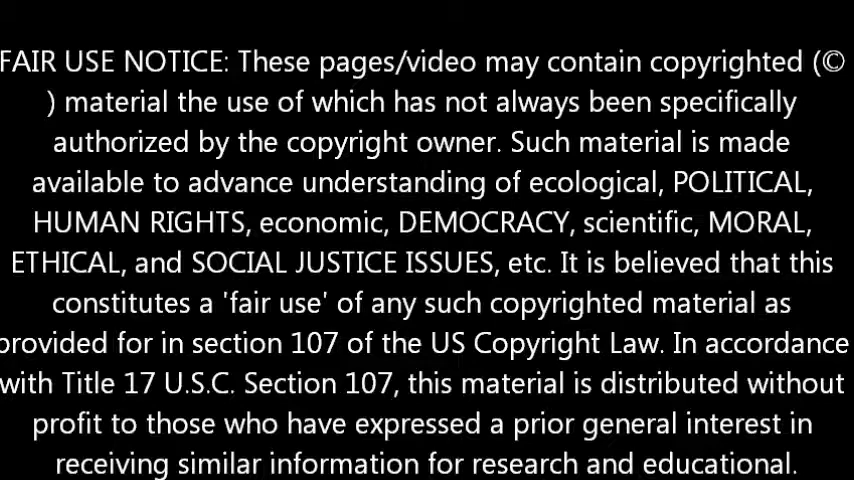 FAIR USE NOTICE: These pages/video may contain copyrighted (©
) material the use of which has not always been specifically
authorized by the copyright owner. Such material is made
available to advance understanding of ecological, POLITICAL,
HUMAN RIGHTS, economic, DEMOCRACY, scientific, MORAL,
ETHICAL, and SOCIAL JUSTICE ISSUES, etc. It is believed that this
constitutes a 'fair use' of any such copyrighted material as
provided for in section 107 of the US Copyright Law. In accordance
with Title 17 U.S.C. Section 107, this material is distributed without
profit to those who have expressed a prior general interest in
receiving similar information for research and educational.